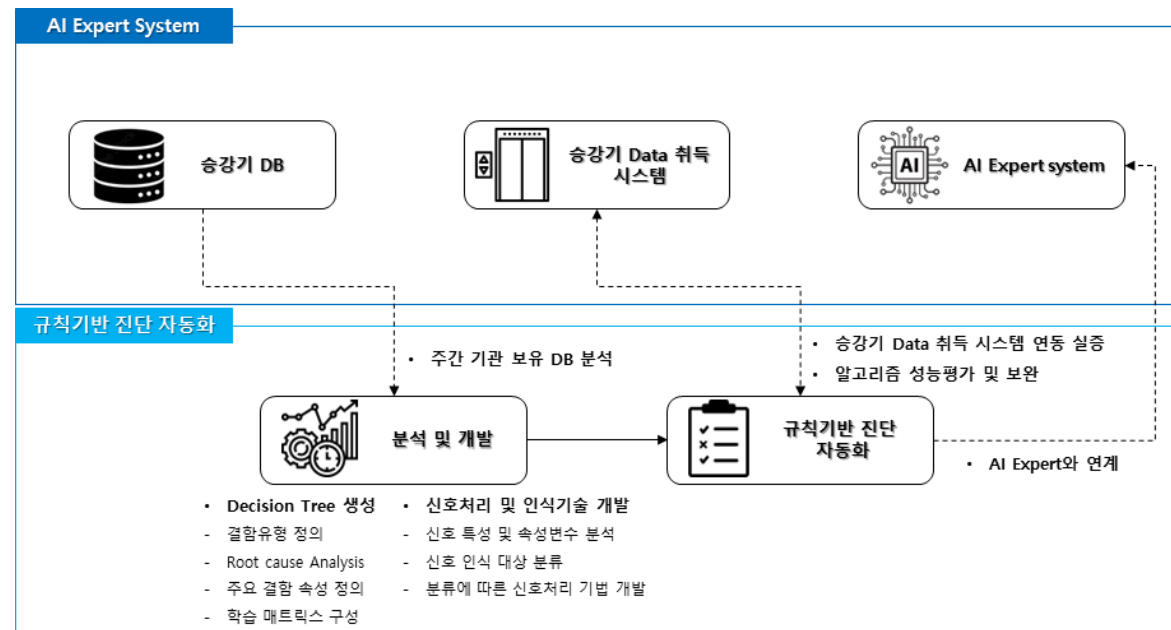 AI Expert System
승강기 DB
승강기 Data 취득
시스템
AI
AI Expert system
규칙기반 진단 자동화
• 주간 기관 보유 DB 분석
• 승강기 Data 취득 시스템 연동 실증
• 알고리즘 성능평가 및 보완
분석 및 개발
규칙기반 진단
자동화
• AI Expert와 연계
• Decision Tree 생성
- 결함유형 정의
- Root cause Analysis
- 주요 결함 속성 정의
- 학습 매트릭스 구성
• 신호처리 및 인식기술 개발
- 신호 특성 및 속성변수 분석
- 신호 인식 대상 분류
- 분류에 따른 신호처리 기법 개발